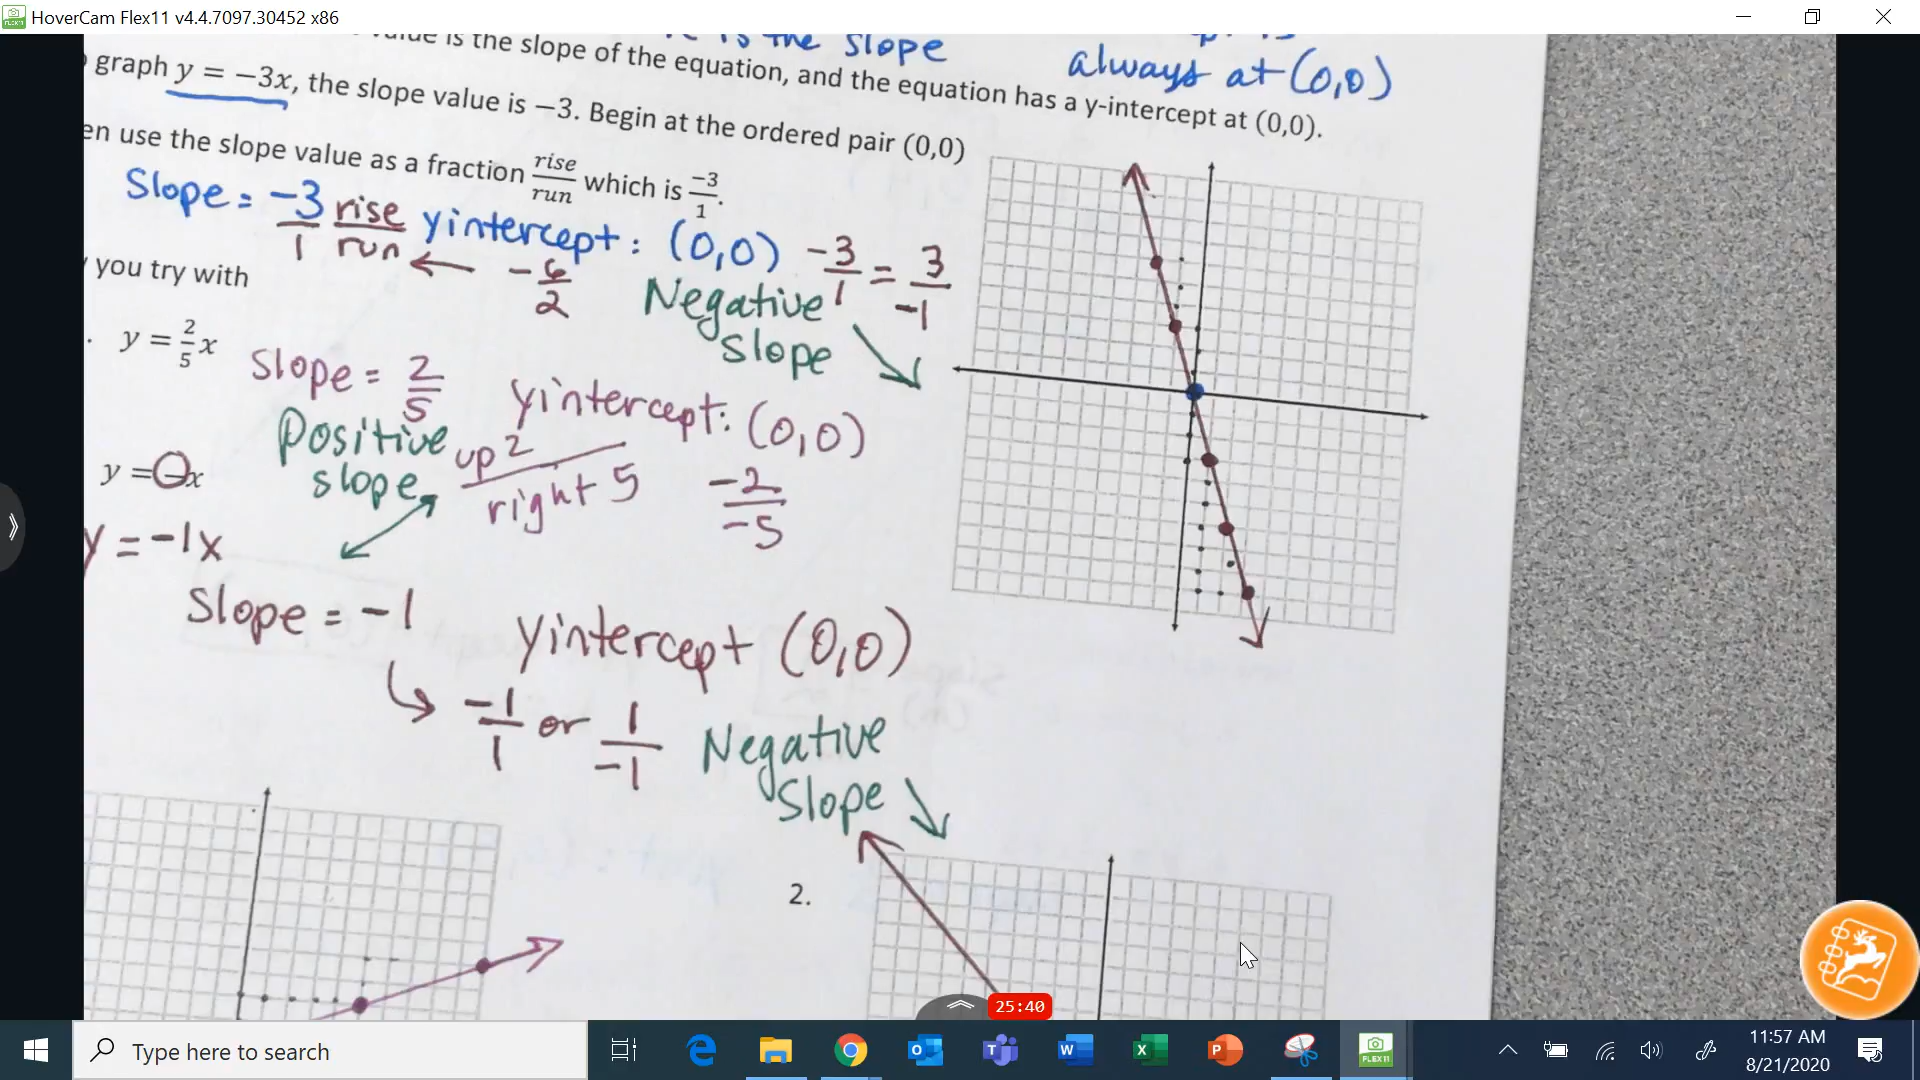 HoverCam Flex11 v4.4.7097.30452 x86
is the slope
always at (0,0)
is the slope of the equation, and the equation has a y-intercept at (0,0).
graph y = −3x, the slope value is −3. Begin at the ordered pair (0,0)
en use the slope value as a fraction rise/run which is −3/1.
Slope = −3/1 rise/run yintercept: (0,0) −3/1 = 3/−1
← −6/2
Negative
slope
you try with
y = 2/5 x
Slope = 2/5 yintercept: (0,0)
Positive
slope
up 2/right 5
−2/−5
y = −x
y = −1x
Slope = −1 yintercept (0,0)
−1/1 or 1/−1
Negative
Slope
2.
25:40
FLEX11
Type here to search
11:57 AM
8/21/2020